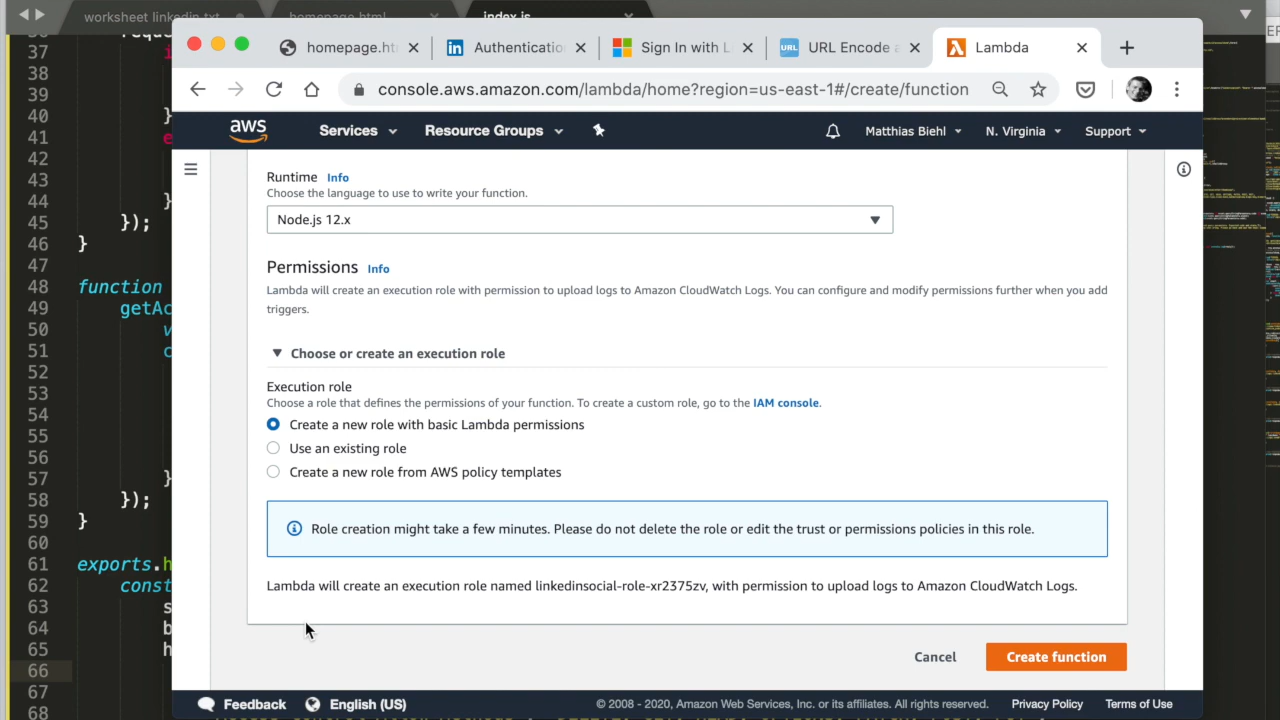 worksheet linkedin.txt
homepage.html
index.js
homepage.ht
Authenticatio
Sign In with L
URL
URL Encode a
Lambda
console.aws.amazon.com/lambda/home?region=us-east-1#/create/function
aws
Services
Resource Groups
Matthias Biehl
N. Virginia
Support
Runtime Info
Choose the language to use to write your function.
Node.js 12.x
Permissions Info
Lambda will create an execution role with permission to upload logs to Amazon CloudWatch Logs. You can configure and modify permissions further when you add
triggers.
Choose or create an execution role
Execution role
Choose a role that defines the permissions of your function. To create a custom role, go to the IAM console.
Create a new role with basic Lambda permissions
Use an existing role
Create a new role from AWS policy templates
Role creation might take a few minutes. Please do not delete the role or edit the trust or permissions policies in this role.
Lambda will create an execution role named linkedinsocial-role-xr2375zv, with permission to upload logs to Amazon CloudWatch Logs.
Cancel
Create function
Feedback
English (US)
© 2008 - 2020, Amazon Web Services, Inc. or its affiliates. All rights reserved.
Privacy Policy
Terms of Use
37 i
38
39
40 }
41 e
42
43
44 }
45 });
46 }
47
48 function
49 getAc
50 v
51 c
52
53
54
55
56
57 }
58 });
59 }
60
61 exports.h
62 const
63 s
64 b
65 h
66
67
68